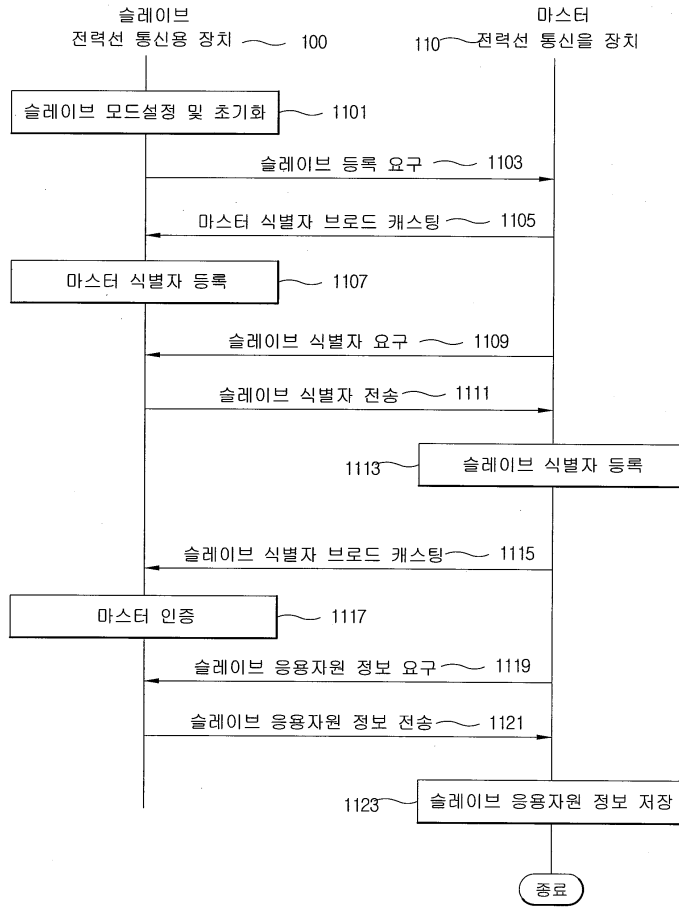 슬레이브
전력선 통신용 장치 100
마스터
110 전력선 통신을 장치
슬레이브 모드설정 및 초기화 1101
슬레이브 등록 요구 1103
마스터 식별자 브로드 캐스팅 1105
마스터 식별자 등록 1107
슬레이브 식별자 요구 1109
슬레이브 식별자 전송 1111
1113 슬레이브 식별자 등록
슬레이브 식별자 브로드 캐스팅 1115
마스터 인증 1117
슬레이브 응용자원 정보 요구 1119
슬레이브 응용자원 정보 전송 1121
1123 슬레이브 응용자원 정보 저장
종료